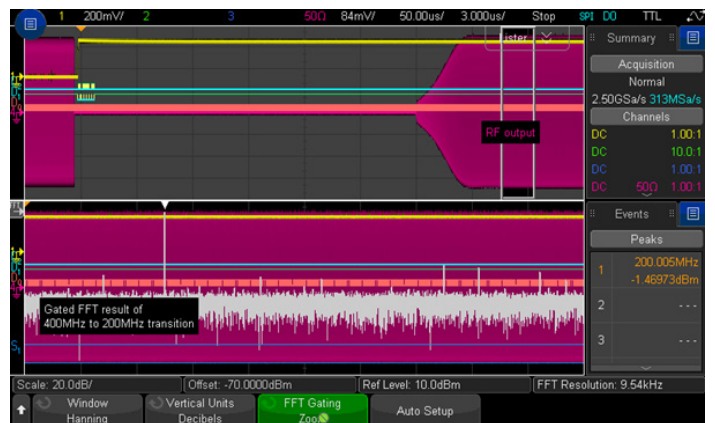 1 200mV/ 2 3 50Ω 84mV/ 50.00us/ 3.000us/ Stop SPI D0 TTL
Lister
Summary
Acquisition
Normal
2.50GSa/s 313MSa/s
Channels
DC 1.00:1
DC 10.0:1
DC 1.00:1
DC 50Ω 1.00:1
RF output
Events
Peaks
1 200.005MHz
-1.46973dBm
2 ---
3 ---
Gated FFT result of
400MHz to 200MHz transition
S1
Scale: 20.0dB/ Offset: -70.0000dBm Ref Level: 10.0dBm FFT Resolution: 9.54kHz
Window
Hanning
Vertical Units
Decibels
FFT Gating
Zoom
Auto Setup